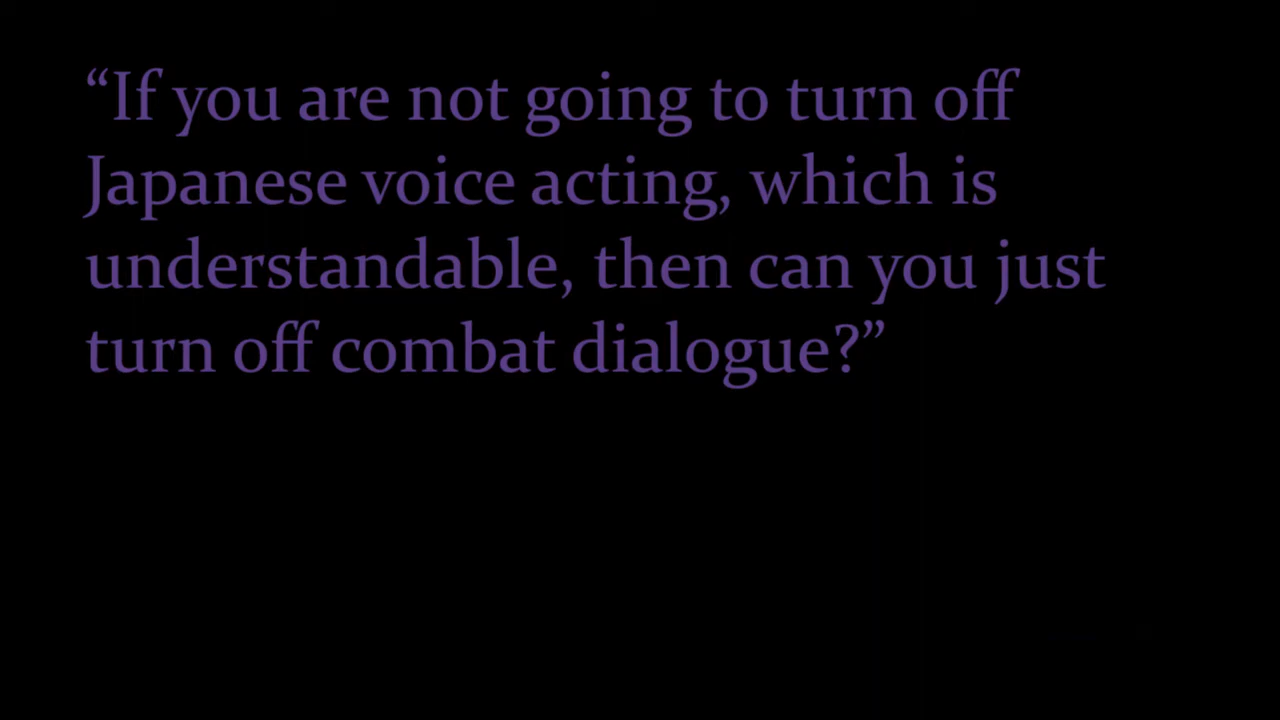 “If you are not going to turn off
Japanese voice acting, which is
understandable, then can you just
turn off combat dialogue?”